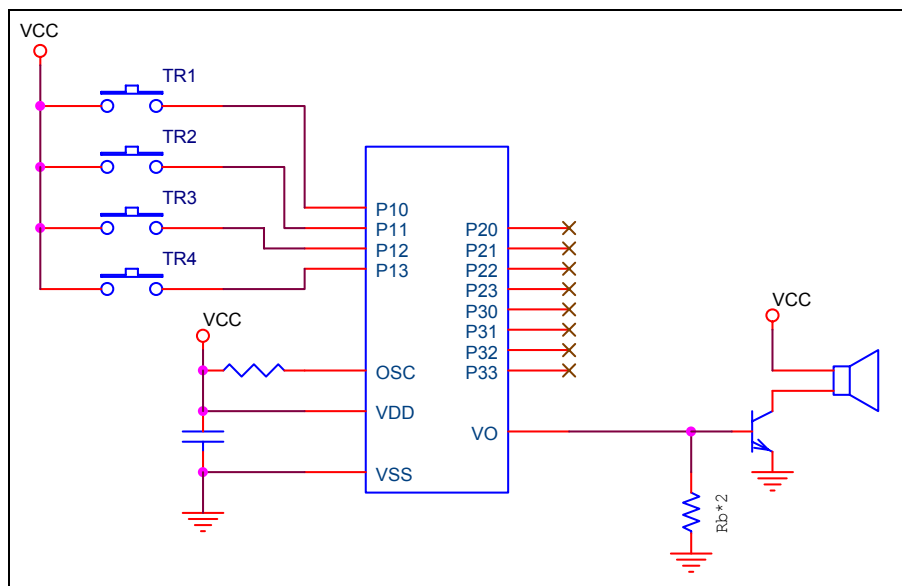 VCC
TR1
TR2
TR3
TR4
P10
P11
P12
P13
P20
P21
P22
P23
P30
P31
P32
P33
VCC
OSC
VDD
VSS
VO
VCC
Rb*2